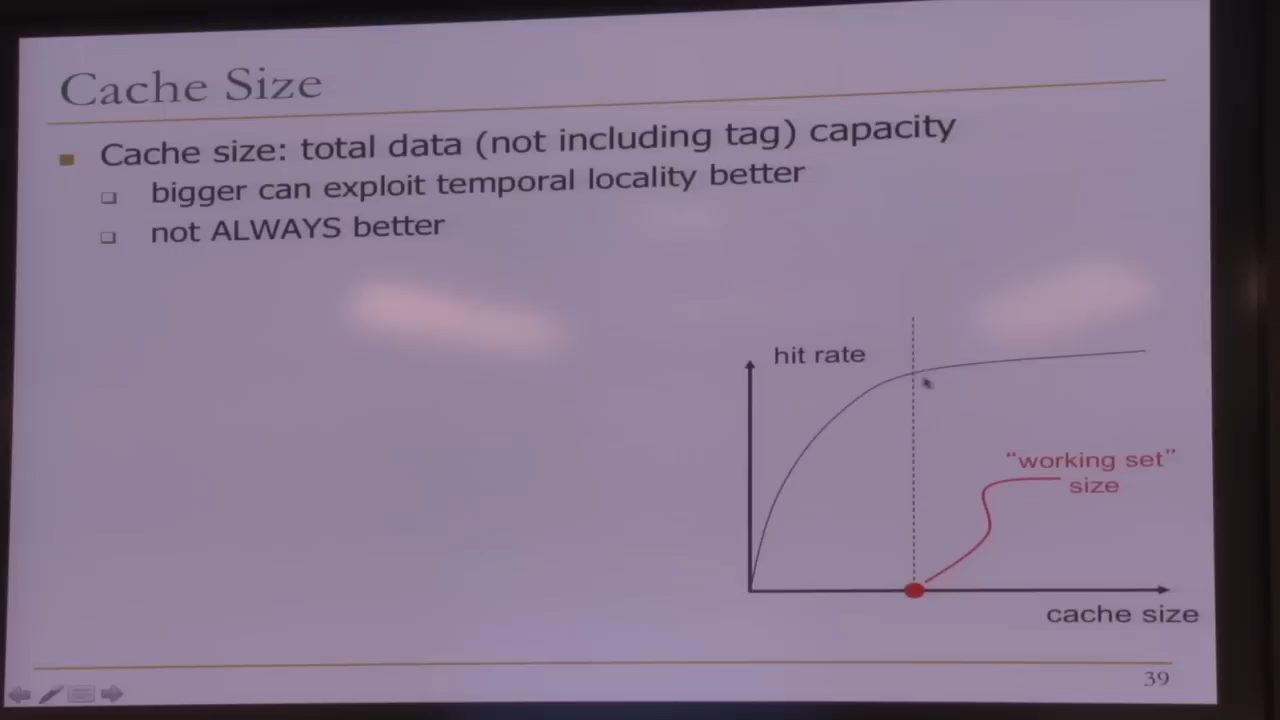 Cache Size
Cache size: total data (not including tag) capacity
bigger can exploit temporal locality better
not ALWAYS better
hit rate
“working set”
size
cache size
39